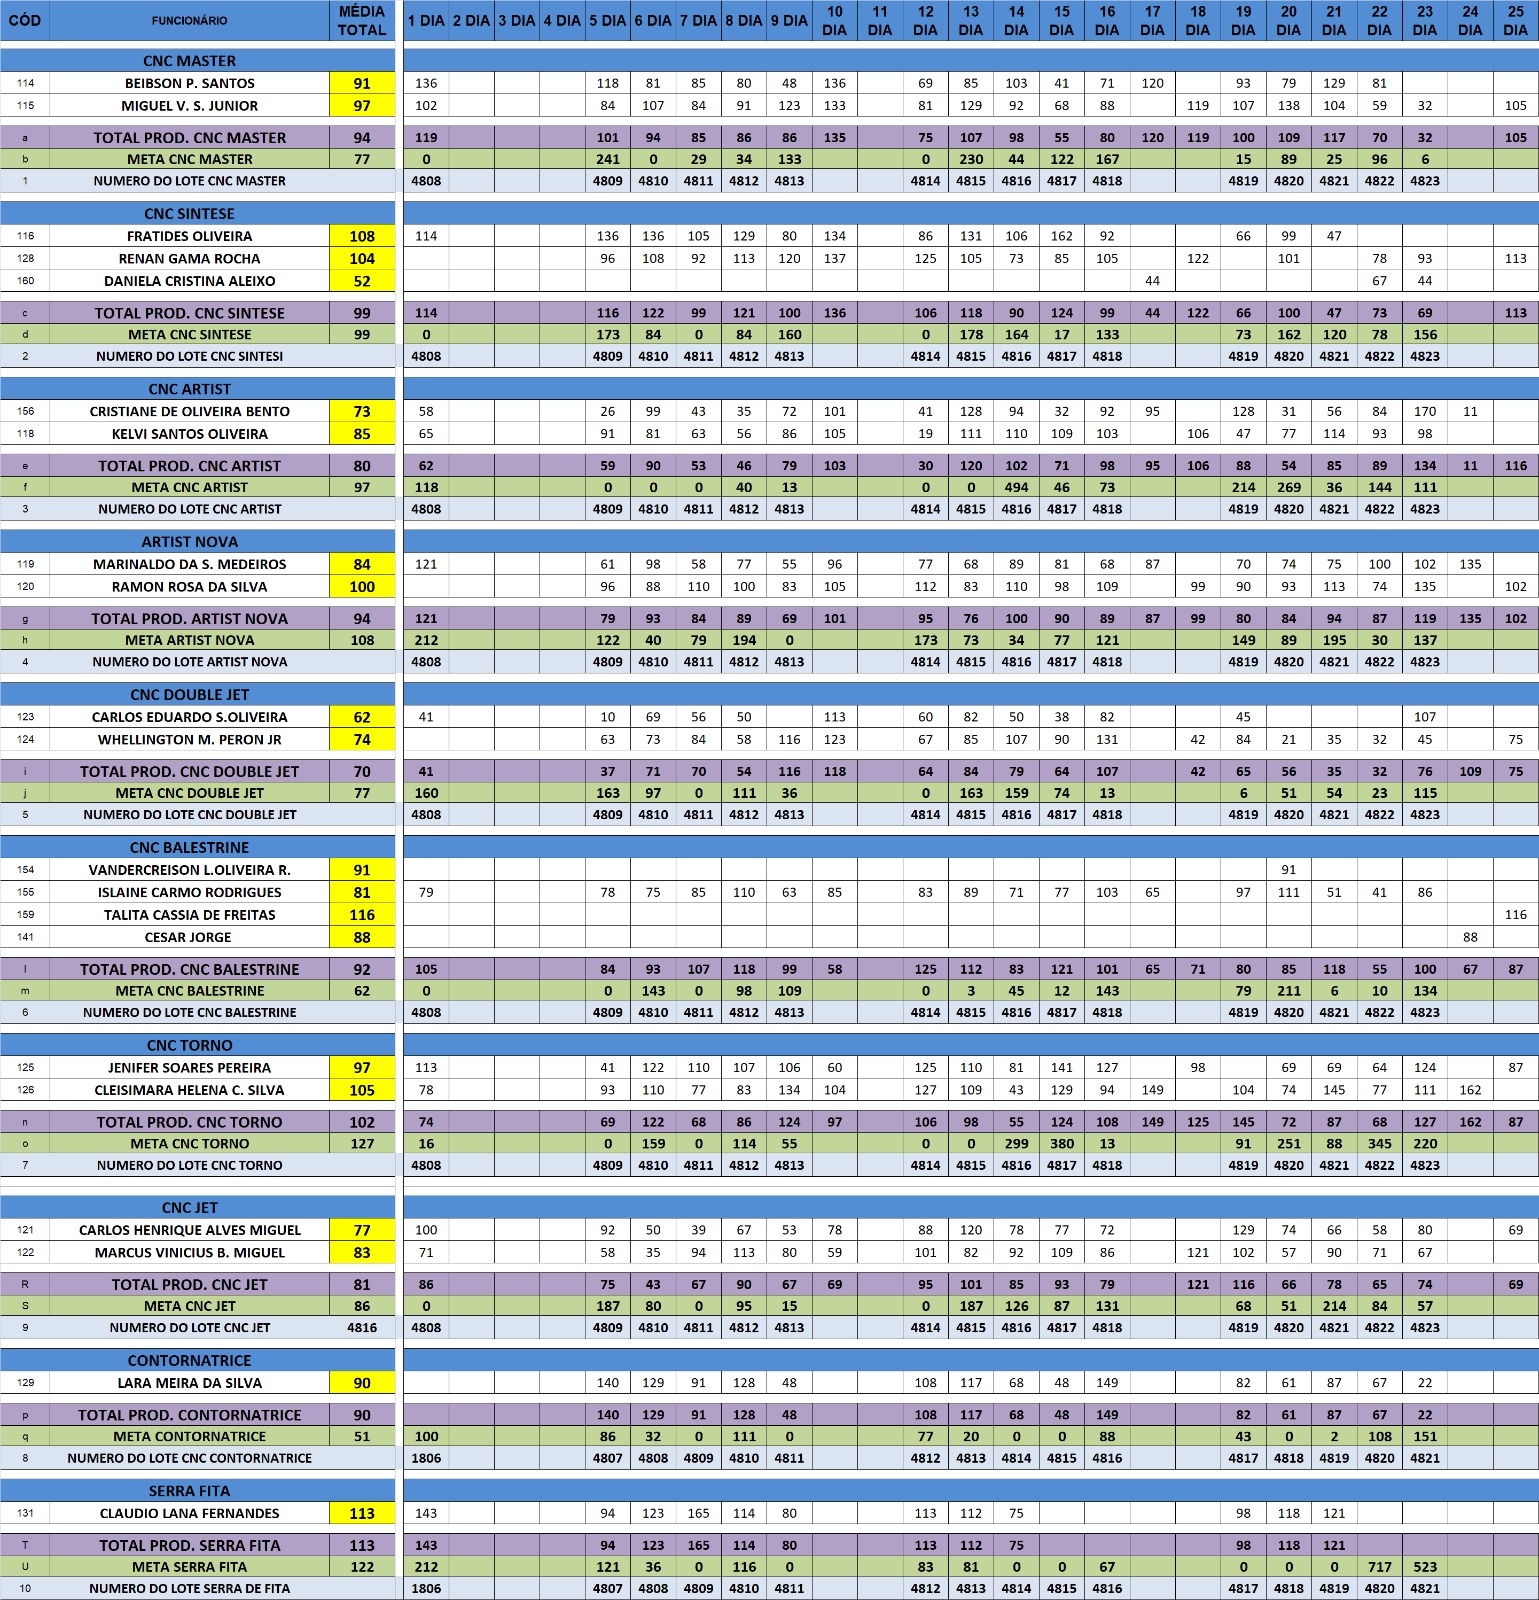 CÓD FUNCIONÁRIO MÉDIA TOTAL 1 DIA 2 DIA 3 DIA 4 DIA 5 DIA 6 DIA 7 DIA 8 DIA 9 DIA 10 DIA 11 DIA 12 DIA 13 DIA 14 DIA 15 DIA 16 DIA 17 DIA 18 DIA 19 DIA 20 DIA 21 DIA 22 DIA 23 DIA 24 DIA 25 DIA
CNC MASTER
114 BEIBSON P. SANTOS 91 136 118 81 85 80 48 136 69 85 103 41 71 120 93 79 129 81
115 MIGUEL V. S. JUNIOR 97 102 84 107 84 91 123 133 81 129 92 68 88 119 107 138 104 59 32 105
a TOTAL PROD. CNC MASTER 94 119 101 94 85 86 86 135 75 107 98 55 80 120 119 100 109 117 70 32 105
b META CNC MASTER 77 0 241 0 29 34 133 0 230 44 122 167 15 89 25 96 6
1 NUMERO DO LOTE CNC MASTER 4808 4809 4810 4811 4812 4813 4814 4815 4816 4817 4818 4819 4820 4821 4822 4823
CNC SINTESE
116 FRATIDES OLIVEIRA 108 114 136 136 105 129 80 134 86 131 106 162 92 66 99 47
128 RENAN GAMA ROCHA 104 96 108 92 113 120 137 125 105 73 85 105 122 101 78 93 113
160 DANIELA CRISTINA ALEIXO 52 44 67 44
c TOTAL PROD. CNC SINTESE 99 114 116 122 99 121 100 136 106 118 90 124 99 44 122 66 100 47 73 69 113
d META CNC SINTESE 99 0 173 84 0 84 160 0 178 164 17 133 73 162 120 78 156
2 NUMERO DO LOTE CNC SINTESI 4808 4809 4810 4811 4812 4813 4814 4815 4816 4817 4818 4819 4820 4821 4822 4823
CNC ARTIST
156 CRISTIANE DE OLIVEIRA BENTO 73 58 26 99 43 35 72 101 41 128 94 32 92 95 128 31 56 84 170 11
118 KELVI SANTOS OLIVEIRA 85 65 91 81 63 56 86 105 19 111 110 109 103 106 47 77 114 93 98
e TOTAL PROD. CNC ARTIST 80 62 59 90 53 46 79 103 30 120 102 71 98 95 106 88 54 85 89 134 11 116
f META CNC ARTIST 97 118 0 0 0 40 13 0 0 494 46 73 214 269 36 144 111
3 NUMERO DO LOTE CNC ARTIST 4808 4809 4810 4811 4812 4813 4814 4815 4816 4817 4818 4819 4820 4821 4822 4823
ARTIST NOVA
119 MARINALDO DA S. MEDEIROS 84 121 61 98 58 77 55 96 77 68 89 81 68 87 70 74 75 100 102 135
120 RAMON ROSA DA SILVA 100 96 88 110 100 83 105 112 83 110 98 109 99 90 93 113 74 135 102
g TOTAL PROD. ARTIST NOVA 94 121 79 93 84 89 69 101 95 76 100 90 89 87 99 80 84 94 87 119 135 102
h META ARTIST NOVA 108 212 122 40 79 194 0 173 73 34 77 121 149 89 195 30 137
4 NUMERO DO LOTE ARTIST NOVA 4808 4809 4810 4811 4812 4813 4814 4815 4816 4817 4818 4819 4820 4821 4822 4823
CNC DOUBLE JET
123 CARLOS EDUARDO S.OLIVEIRA 62 41 10 69 56 50 113 60 82 50 38 82 45 107
124 WHELLINGTON M. PERON JR 74 63 73 84 58 116 123 67 85 107 90 131 42 84 21 35 32 45 75
i TOTAL PROD. CNC DOUBLE JET 70 41 37 71 70 54 116 118 64 84 79 64 107 42 65 56 35 32 76 109 75
j META CNC DOUBLE JET 77 160 163 97 0 111 36 0 163 159 74 13 6 51 54 23 115
5 NUMERO DO LOTE CNC DOUBLE JET 4808 4809 4810 4811 4812 4813 4814 4815 4816 4817 4818 4819 4820 4821 4822 4823
CNC BALESTRINE
154 VANDERCREISON L.OLIVEIRA R. 91 91
155 ISLAINE CARMO RODRIGUES 81 79 78 75 85 110 63 85 83 89 71 77 103 65 97 111 51 41 86
159 TALITA CASSIA DE FREITAS 116 116
141 CESAR JORGE 88 88
l TOTAL PROD. CNC BALESTRINE 92 105 84 93 107 118 99 58 125 112 83 121 101 65 71 80 85 118 55 100 67 87
m META CNC BALESTRINE 62 0 0 143 0 98 109 0 3 45 12 143 79 211 6 10 134
6 NUMERO DO LOTE CNC BALESTRINE 4808 4809 4810 4811 4812 4813 4814 4815 4816 4817 4818 4819 4820 4821 4822 4823
CNC TORNO
125 JENIFER SOARES PEREIRA 97 113 41 122 110 107 106 60 125 110 81 141 127 98 69 69 64 124 87
126 CLEISIMARA HELENA C. SILVA 105 78 93 110 77 83 134 104 127 109 43 129 94 149 104 74 145 77 111 162
n TOTAL PROD. CNC TORNO 102 74 69 122 68 86 124 97 106 98 55 124 108 149 125 145 72 87 68 127 162 87
o META CNC TORNO 127 16 0 159 0 114 55 0 0 299 380 13 91 251 88 345 220
7 NUMERO DO LOTE CNC TORNO 4808 4809 4810 4811 4812 4813 4814 4815 4816 4817 4818 4819 4820 4821 4822 4823
CNC JET
121 CARLOS HENRIQUE ALVES MIGUEL 77 100 92 50 39 67 53 78 88 120 78 77 72 129 74 66 58 80 69
122 MARCUS VINICIUS B. MIGUEL 83 71 58 35 94 113 80 59 101 82 92 109 86 121 102 57 90 71 67
R TOTAL PROD. CNC JET 81 86 75 43 67 90 67 69 95 101 85 93 79 121 116 66 78 65 74 69
S META CNC JET 86 0 187 80 0 95 15 0 187 126 87 131 68 51 214 84 57
9 NUMERO DO LOTE CNC JET 4816 4808 4809 4810 4811 4812 4813 4814 4815 4816 4817 4818 4819 4820 4821 4822 4823
CONTORNATRICE
129 LARA MEIRA DA SILVA 90 140 129 91 128 48 108 117 68 48 149 82 61 87 67 22
p TOTAL PROD. CONTORNATRICE 90 140 129 91 128 48 108 117 68 48 149 82 61 87 67 22
q META CONTORNATRICE 51 100 86 32 0 111 0 77 20 0 0 88 43 0 2 108 151
8 NUMERO DO LOTE CNC CONTORNATRICE 1806 4807 4808 4809 4810 4811 4812 4813 4814 4815 4816 4817 4818 4819 4820 4821
SERRA FITA
131 CLAUDIO LANA FERNANDES 113 143 94 123 165 114 80 113 112 75 98 118 121
T TOTAL PROD. SERRA FITA 113 143 94 123 165 114 80 113 112 75 98 118 121
U META SERRA FITA 122 212 121 36 0 116 0 83 81 0 0 67 0 0 0 717 523
10 NUMERO DO LOTE SERRA DE FITA 1806 4807 4808 4809 4810 4811 4812 4813 4814 4815 4816 4817 4818 4819 4820 4821